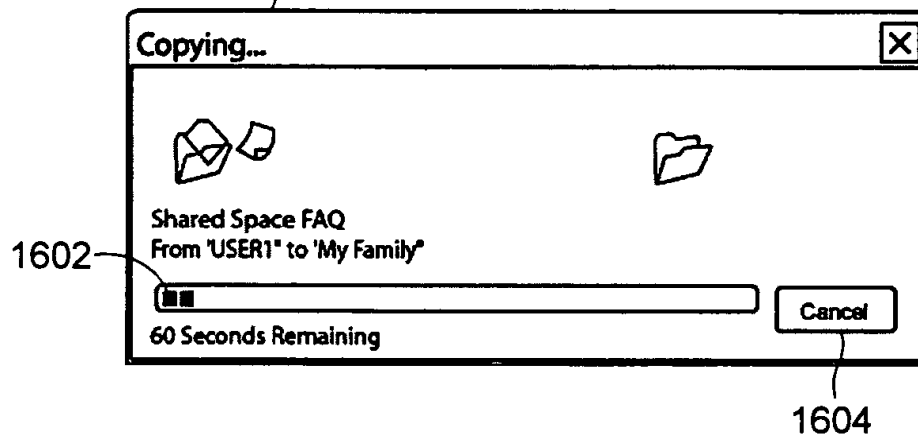 Copying...
Shared Space FAQ
From 'USER1" to 'My Family"
1602
60 Seconds Remaining
Cancel
1604